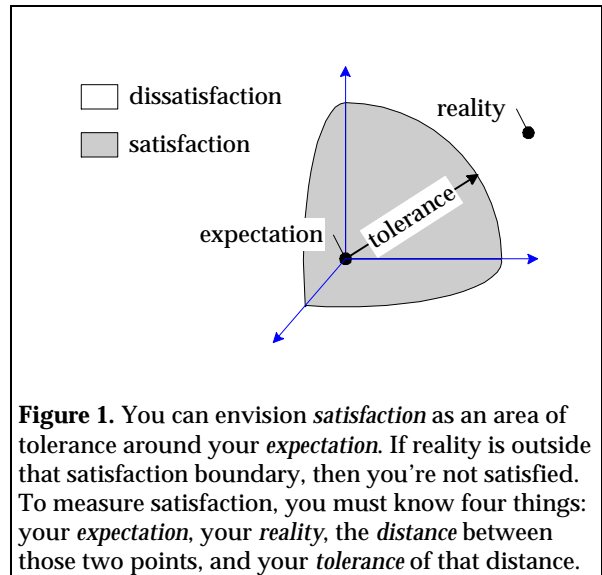 dissatisfaction
reality
satisfaction
tolerance
expectation
Figure 1. You can envision satisfaction as an area of
tolerance around your expectation. If reality is outside
that satisfaction boundary, then you're not satisfied.
To measure satisfaction, you must know four things:
your expectation, your reality, the distance between
those two points, and your tolerance of that distance.